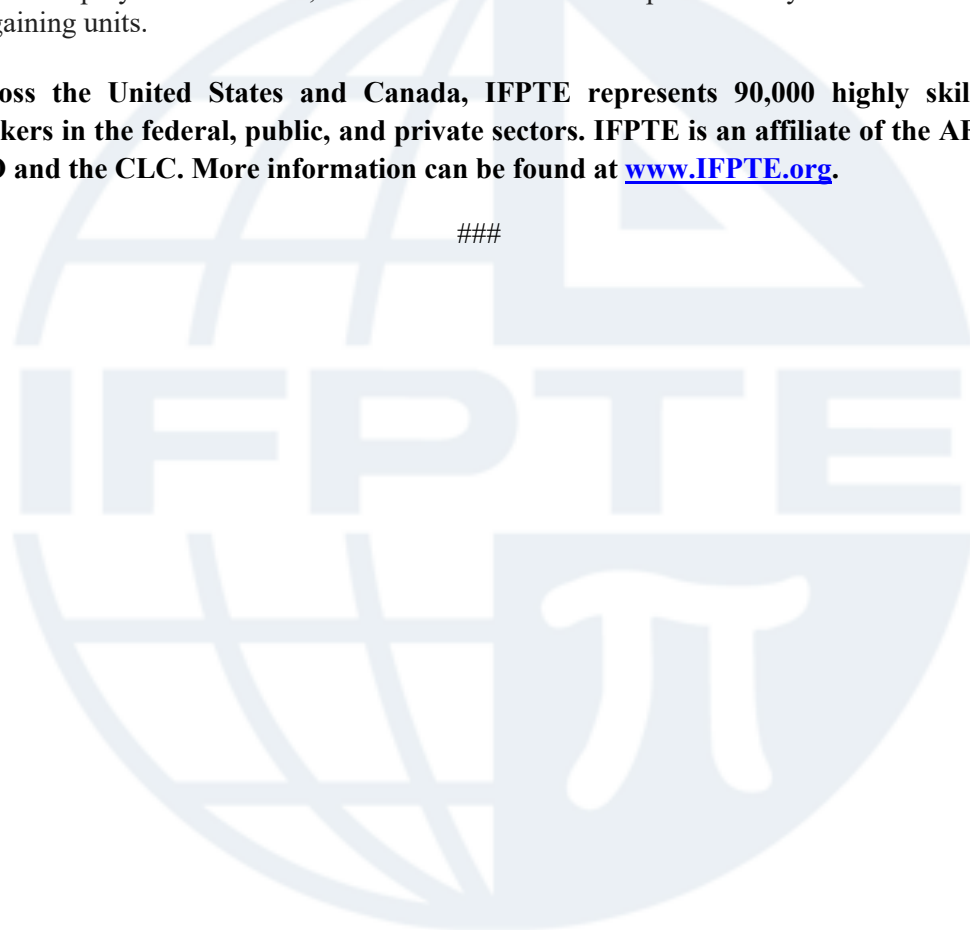 gaining units.
oss the United States and Canada, IFPTE represents 90,000 highly skil
kers in the federal, public, and private sectors. IFPTE is an affiliate of the AF
and the CLC. More information can be found at www.IFPTE.org.
###
IFPTE
π